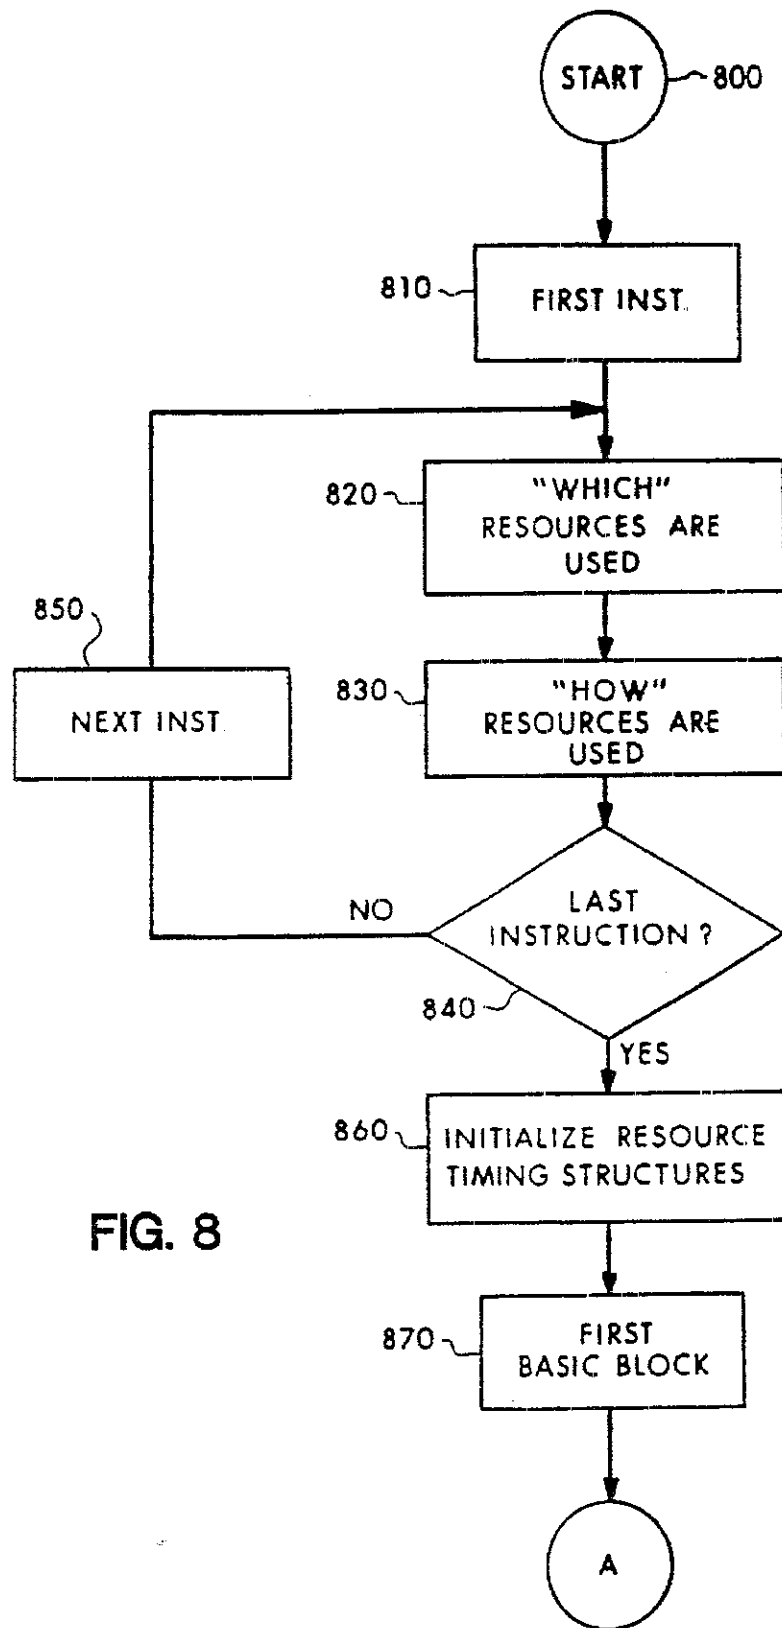 START
800
810
FIRST INST.
820
"WHICH"
RESOURCES ARE
USED
850
NEXT INST.
830
"HOW"
RESOURCES ARE
USED
NO
LAST
INSTRUCTION ?
840
YES
860
INITIALIZE RESOURCE
TIMING STRUCTURES
FIG. 8
870
FIRST
BASIC BLOCK
A